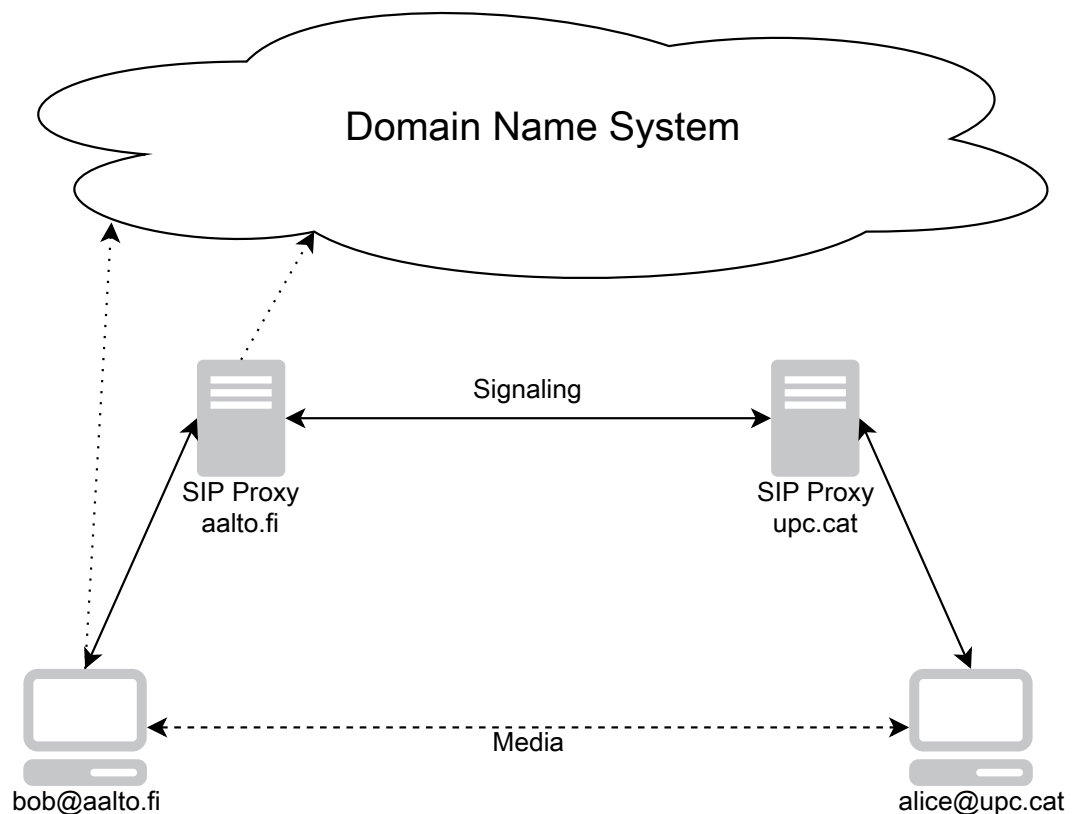 Domain Name System
Signaling
SIP Proxy
aalto.fi
SIP Proxy
upc.cat
Media
bob@aalto.fi
alice@upc.cat